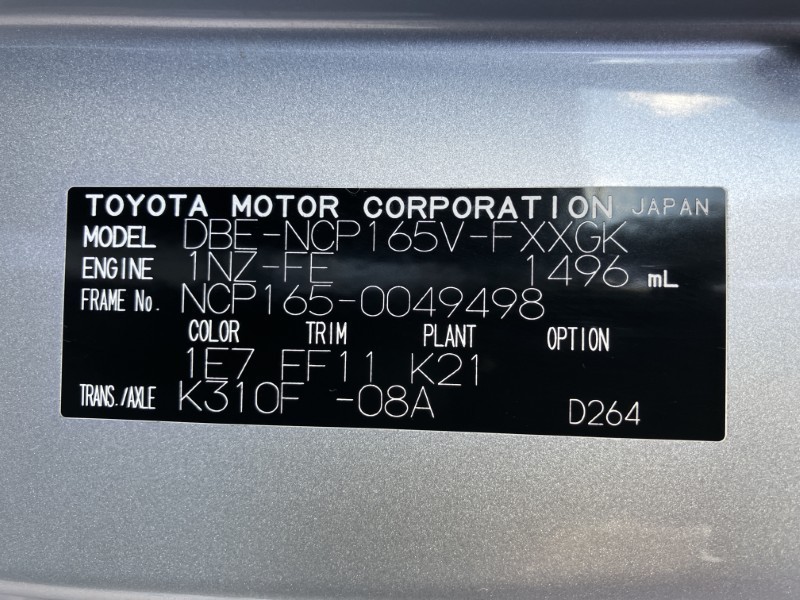 TOYOTA MOTOR CORPORATION JAPAN
MODEL DBE-NCP165V-FXXGK
ENGINE 1NZ-FE 1496 mL
FRAME No. NCP165-0049498
COLOR TRIM PLANT OPTION
1E7 FF11 K21
TRANS./AXLE K310F -08A D264